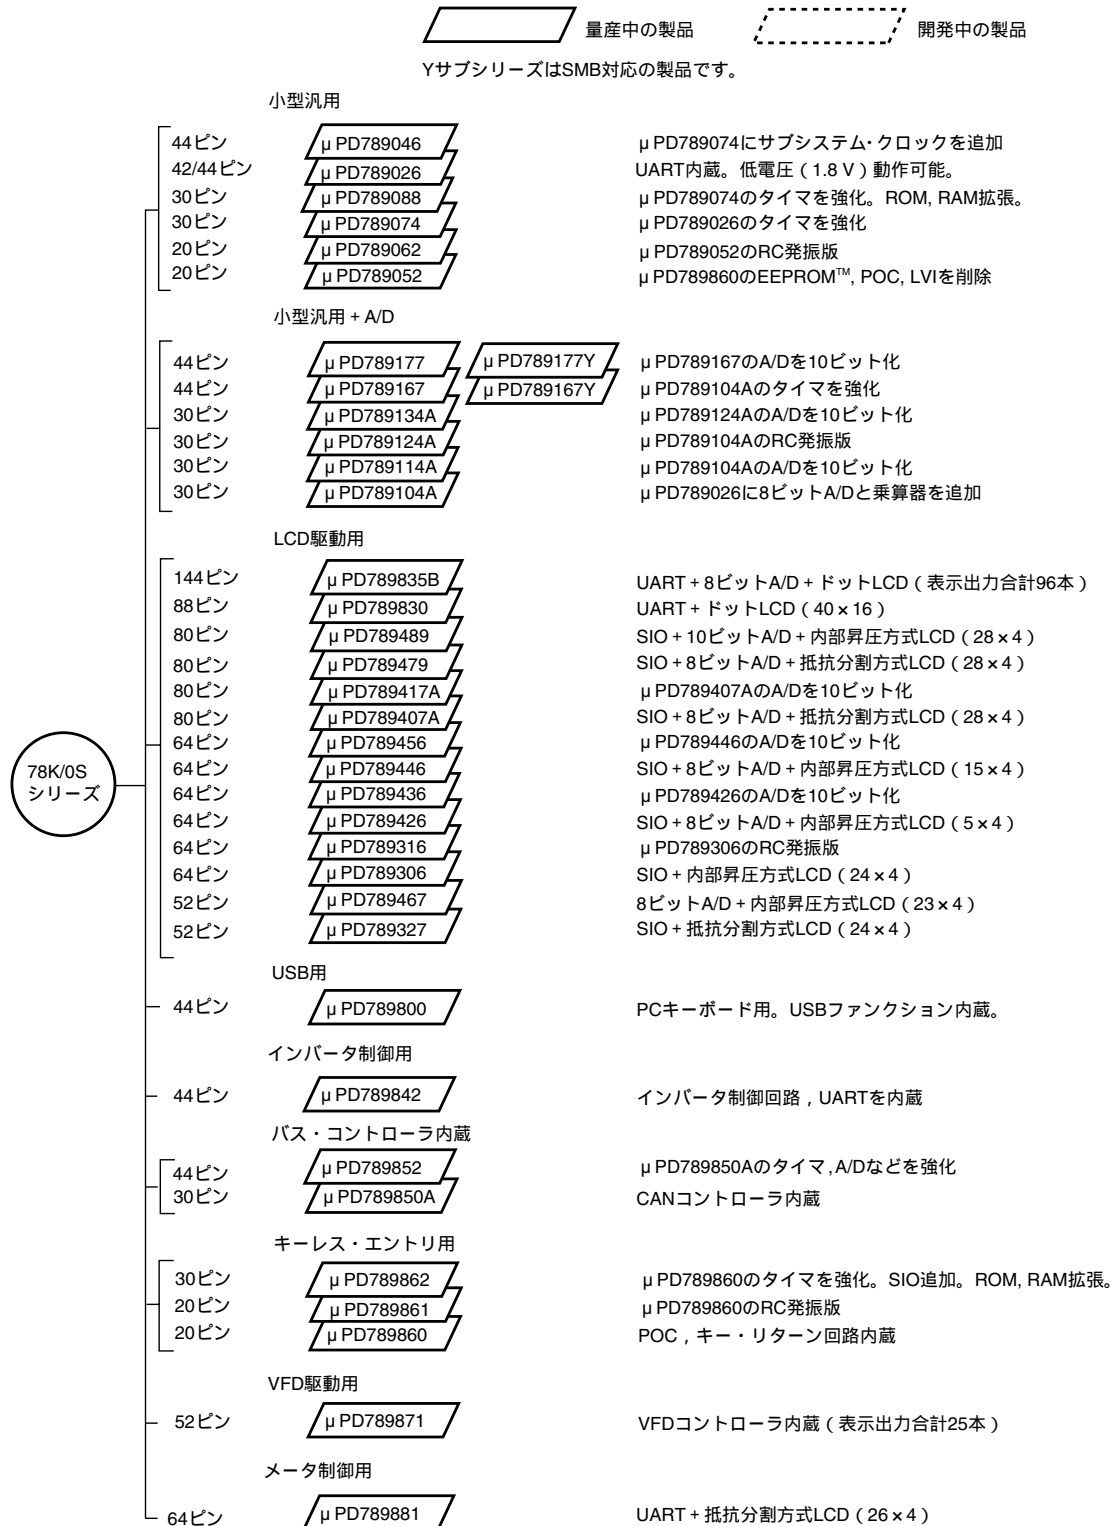 量産中の製品 開発中の製品
YサブシリーズはSMB対応の製品です。
小型汎用
44ピン μPD789046 μPD789074にサブシステム・クロックを追加
42/44ピン μPD789026 UART内蔵。低電圧（1.8 V）動作可能。
30ピン μPD789088 μPD789074のタイマを強化。ROM, RAM拡張。
30ピン μPD789074 μPD789026のタイマを強化
20ピン μPD789062 μPD789052のRC発振版
20ピン μPD789052 μPD789860のEEPROM™, POC, LVIを削除
小型汎用 + A/D
44ピン μPD789177 μPD789177Y μPD789167のA/Dを10ビット化
44ピン μPD789167 μPD789167Y μPD789104Aのタイマを強化
30ピン μPD789134A μPD789124AのA/Dを10ビット化
30ピン μPD789124A μPD789104AのRC発振版
30ピン μPD789114A μPD789104AのA/Dを10ビット化
30ピン μPD789104A μPD789026に8ビットA/Dと乗算器を追加
LCD駆動用
144ピン μPD789835B UART + 8ビットA/D + ドットLCD（表示出力合計96本）
88ピン μPD789830 UART + ドットLCD（40×16）
80ピン μPD789489 SIO + 10ビットA/D + 内部昇圧方式LCD（28×4）
80ピン μPD789479 SIO + 8ビットA/D + 抵抗分割方式LCD（28×4）
80ピン μPD789417A μPD789407AのA/Dを10ビット化
80ピン μPD789407A SIO + 8ビットA/D + 抵抗分割方式LCD（28×4）
64ピン μPD789456 μPD789446のA/Dを10ビット化
78K/0S
シリーズ
64ピン μPD789446 SIO + 8ビットA/D + 内部昇圧方式LCD（15×4）
64ピン μPD789436 μPD789426のA/Dを10ビット化
64ピン μPD789426 SIO + 8ビットA/D + 内部昇圧方式LCD（5×4）
64ピン μPD789316 μPD789306のRC発振版
64ピン μPD789306 SIO + 内部昇圧方式LCD（24×4）
52ピン μPD789467 8ビットA/D + 内部昇圧方式LCD（23×4）
52ピン μPD789327 SIO + 抵抗分割方式LCD（24×4）
USB用
44ピン μPD789800 PCキーボード用。USBファンクション内蔵。
インバータ制御用
44ピン μPD789842 インバータ制御回路，UARTを内蔵
バス・コントローラ内蔵
44ピン μPD789852 μPD789850Aのタイマ,A/Dなどを強化
30ピン μPD789850A CANコントローラ内蔵
キーレス・エントリ用
30ピン μPD789862 μPD789860のタイマを強化。SIO追加。ROM, RAM拡張。
20ピン μPD789861 μPD789860のRC発振版
20ピン μPD789860 POC，キー・リターン回路内蔵
VFD駆動用
52ピン μPD789871 VFDコントローラ内蔵（表示出力合計25本）
メータ制御用
64ピン μPD789881 UART + 抵抗分割方式LCD（26×4）